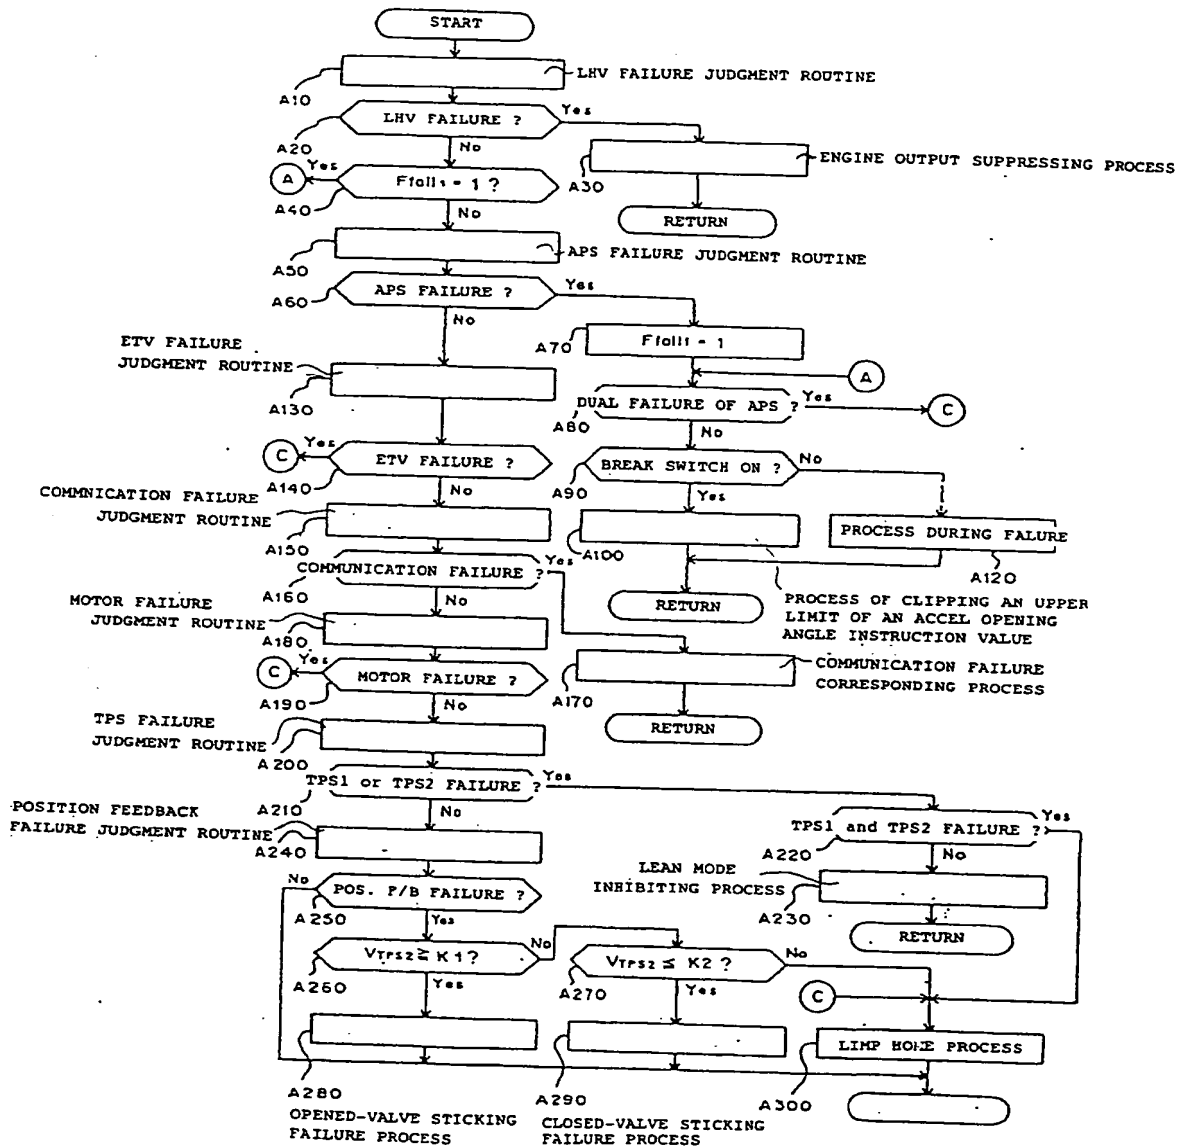 START
LHV FAILURE JUDGMENT ROUTINE
A10
LHV FAILURE ?
Yes
A20
No
ENGINE OUTPUT SUPPRESSING PROCESS
A30
RETURN
A
Yes
Ffail1 = 1 ?
A40
No
APS FAILURE JUDGMENT ROUTINE
A50
APS FAILURE ?
Yes
A60
No
Ffail1 = 1
A70
A
ETV FAILURE
JUDGMENT ROUTINE
A130
DUAL FAILURE OF APS ?
Yes
C
A80
No
C
Yes
ETV FAILURE ?
A140
No
BREAK SWITCH ON ?
No
A90
Yes
COMMNICATION FAILURE
JUDGMENT ROUTINE
A150
A100
PROCESS DURING FALURE
A120
RETURN
PROCESS OF CLIPPING AN UPPER
LIMIT OF AN ACCEL OPENING
ANGLE INSTRUCTION VALUE
COMMUNICATION FAILURE ?
Yes
A160
No
COMMUNICATION FAILURE
CORRESPONDING PROCESS
A170
RETURN
MOTOR FAILURE
JUDGMENT ROUTINE
A180
C
Yes
MOTOR FAILURE ?
A190
No
TPS FAILURE
JUDGMENT ROUTINE
A200
TPS1 or TPS2 FAILURE ?
Yes
A210
No
TPS1 and TPS2 FAILURE ?
Yes
A220
No
LEAN MODE
INHIBITING PROCESS
A230
RETURN
POSITION FEEDBACK
FAILURE JUDGMENT ROUTINE
A240
No
POS. F/B FAILURE ?
A250
Yes
VTPS2 ≧ K1?
No
A260
Yes
VTPS2 ≦ K2 ?
No
A270
Yes
C
LIMP HOME PROCESS
A300
A280
OPENED-VALVE STICKING
FAILURE PROCESS
A290
CLOSED-VALVE STICKING
FAILURE PROCESS